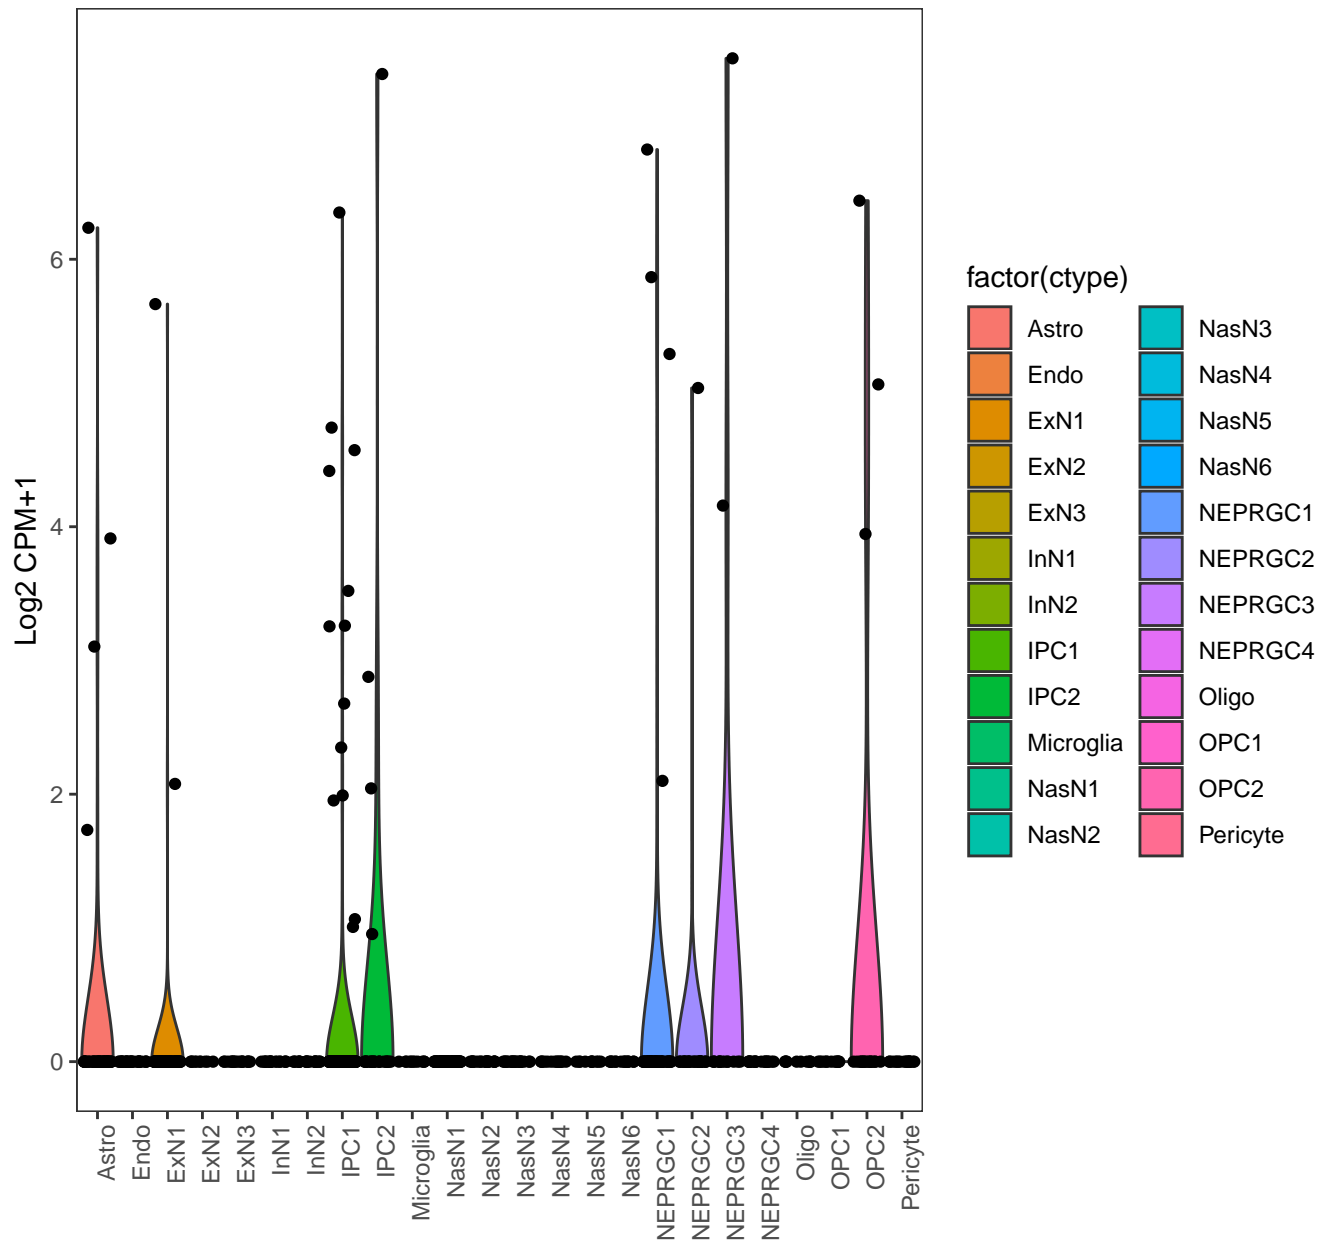 Log2 CPM+1
6
4
2
0
Astro
Endo
ExN1
ExN2
ExN3
InN1
InN2
IPC1
IPC2
Microglia
NasN1
NasN2
NasN3
NasN4
NasN5
NasN6
NEPRGC1
NEPRGC2
NEPRGC3
NEPRGC4
Oligo
OPC1
OPC2
Pericyte
factor(ctype)
Astro
Endo
ExN1
ExN2
ExN3
InN1
InN2
IPC1
IPC2
Microglia
NasN1
NasN2
NasN3
NasN4
NasN5
NasN6
NEPRGC1
NEPRGC2
NEPRGC3
NEPRGC4
Oligo
OPC1
OPC2
Pericyte